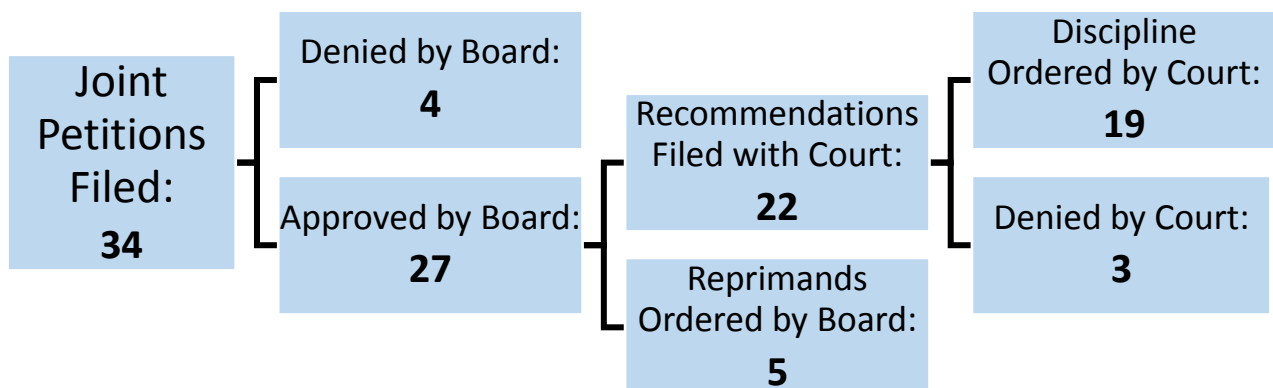 Joint
Petitions
Filed:
34
Denied by Board:
4
Approved by Board:
27
Recommendations
Filed with Court:
22
Reprimands
Ordered by Board:
5
Discipline
Ordered by Court:
19
Denied by Court:
3